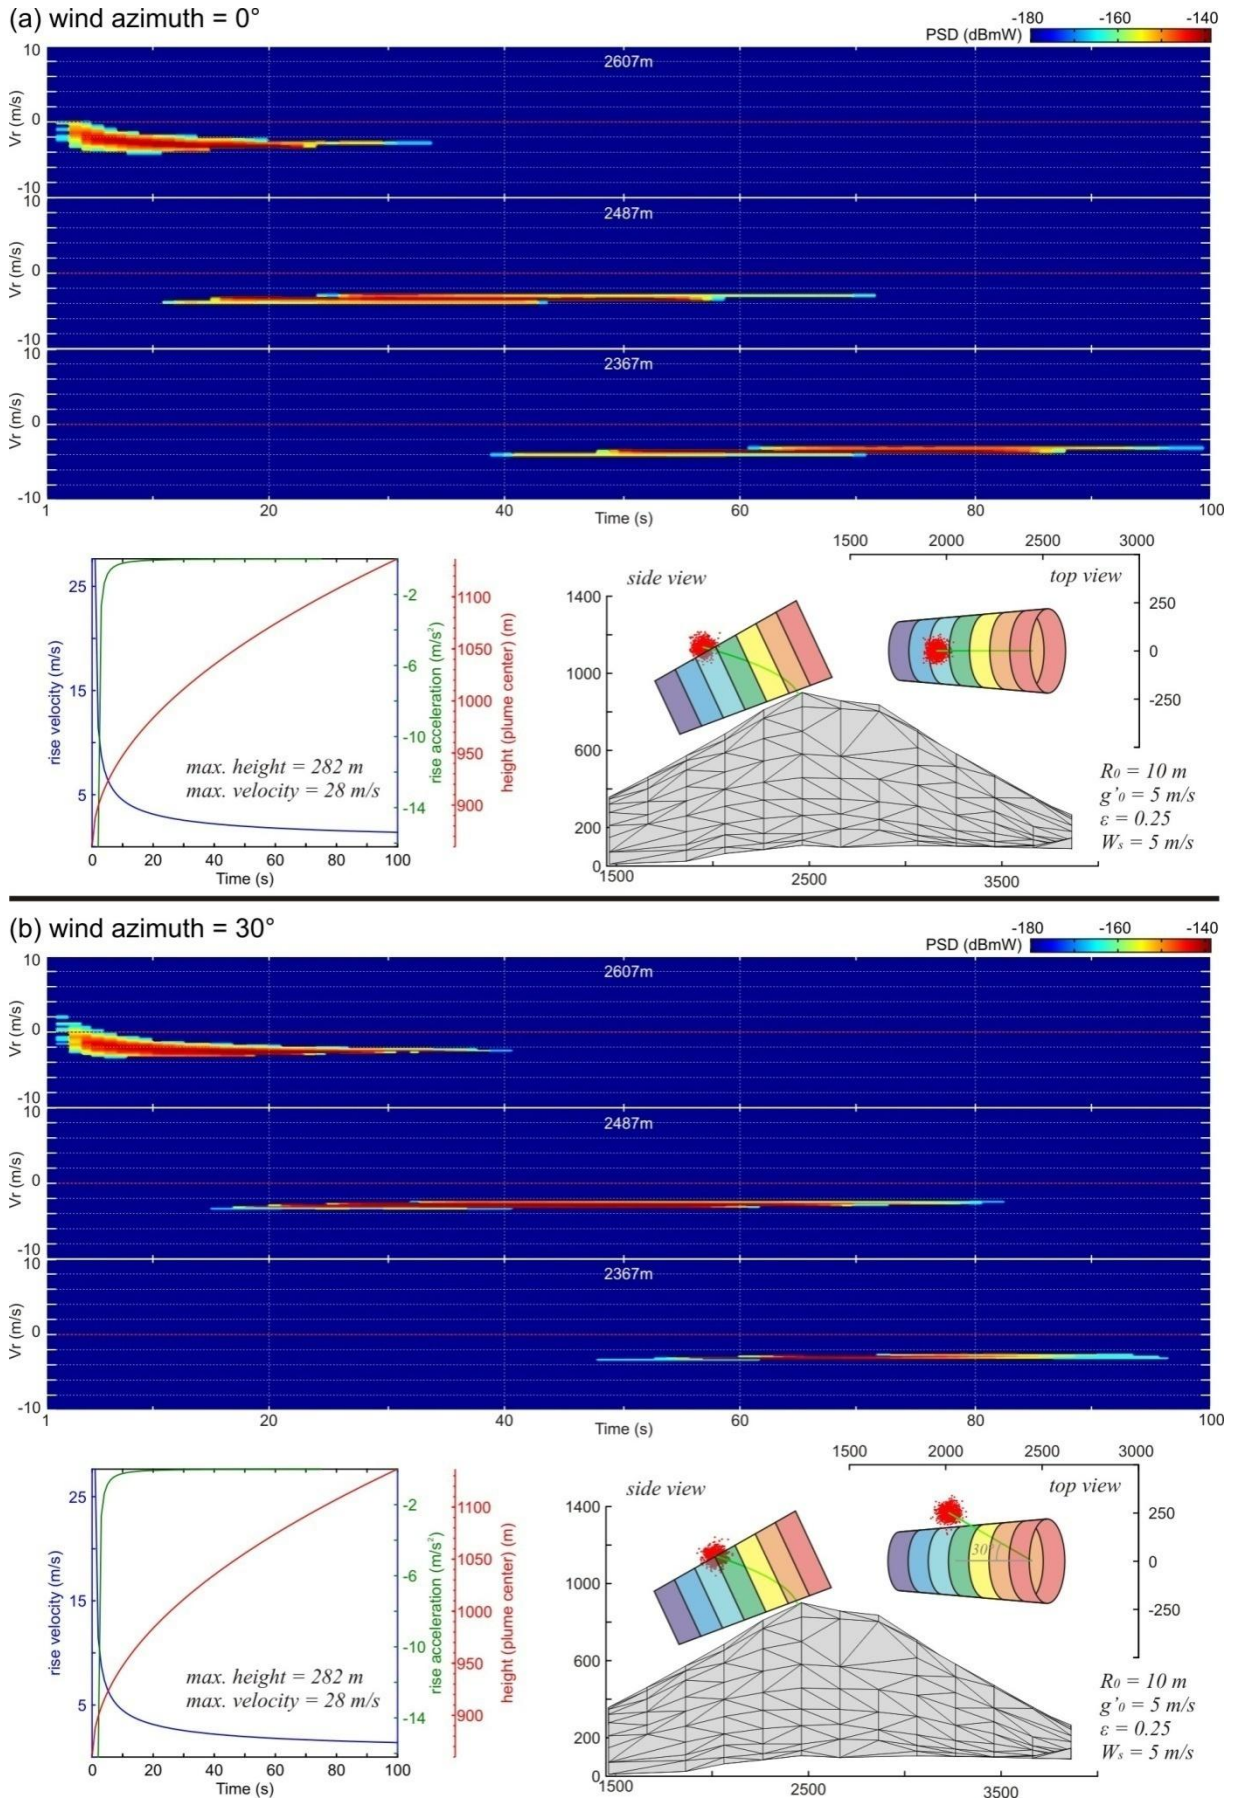 (a) wind azimuth = 0°
-180 -160 -140
PSD (dBmW)
10
2607m
Vr (m/s)
0
-10
10
2487m
Vr (m/s)
0
-10
10
2367m
Vr (m/s)
0
-10
1 20 40 60 80 100
Time (s)
1500 2000 2500 3000
side view
top view
250
0
-250
1400
1000
600
200
0
1500 2500 3500
25
15
5
rise velocity (m/s)
-2
-6
-10
-14
rise acceleration (m/s²)
1100
1050
1000
950
900
height (plume center) (m)
max. height = 282 m
max. velocity = 28 m/s
0 20 40 60 80 100
Time (s)
R₀ = 10 m
g'₀ = 5 m/s
ε = 0.25
Wₛ = 5 m/s
(b) wind azimuth = 30°
-180 -160 -140
PSD (dBmW)
10
2607m
Vr (m/s)
0
-10
10
2487m
Vr (m/s)
0
-10
10
2367m
Vr (m/s)
0
-10
1 20 40 60 80 100
Time (s)
1500 2000 2500 3000
side view
top view
250
0
-250
30°
1400
1000
600
200
0
1500 2500 3500
25
15
5
rise velocity (m/s)
-2
-6
-10
-14
rise acceleration (m/s²)
1100
1050
1000
950
900
height (plume center) (m)
max. height = 282 m
max. velocity = 28 m/s
0 20 40 60 80 100
Time (s)
R₀ = 10 m
g'₀ = 5 m/s
ε = 0.25
Wₛ = 5 m/s